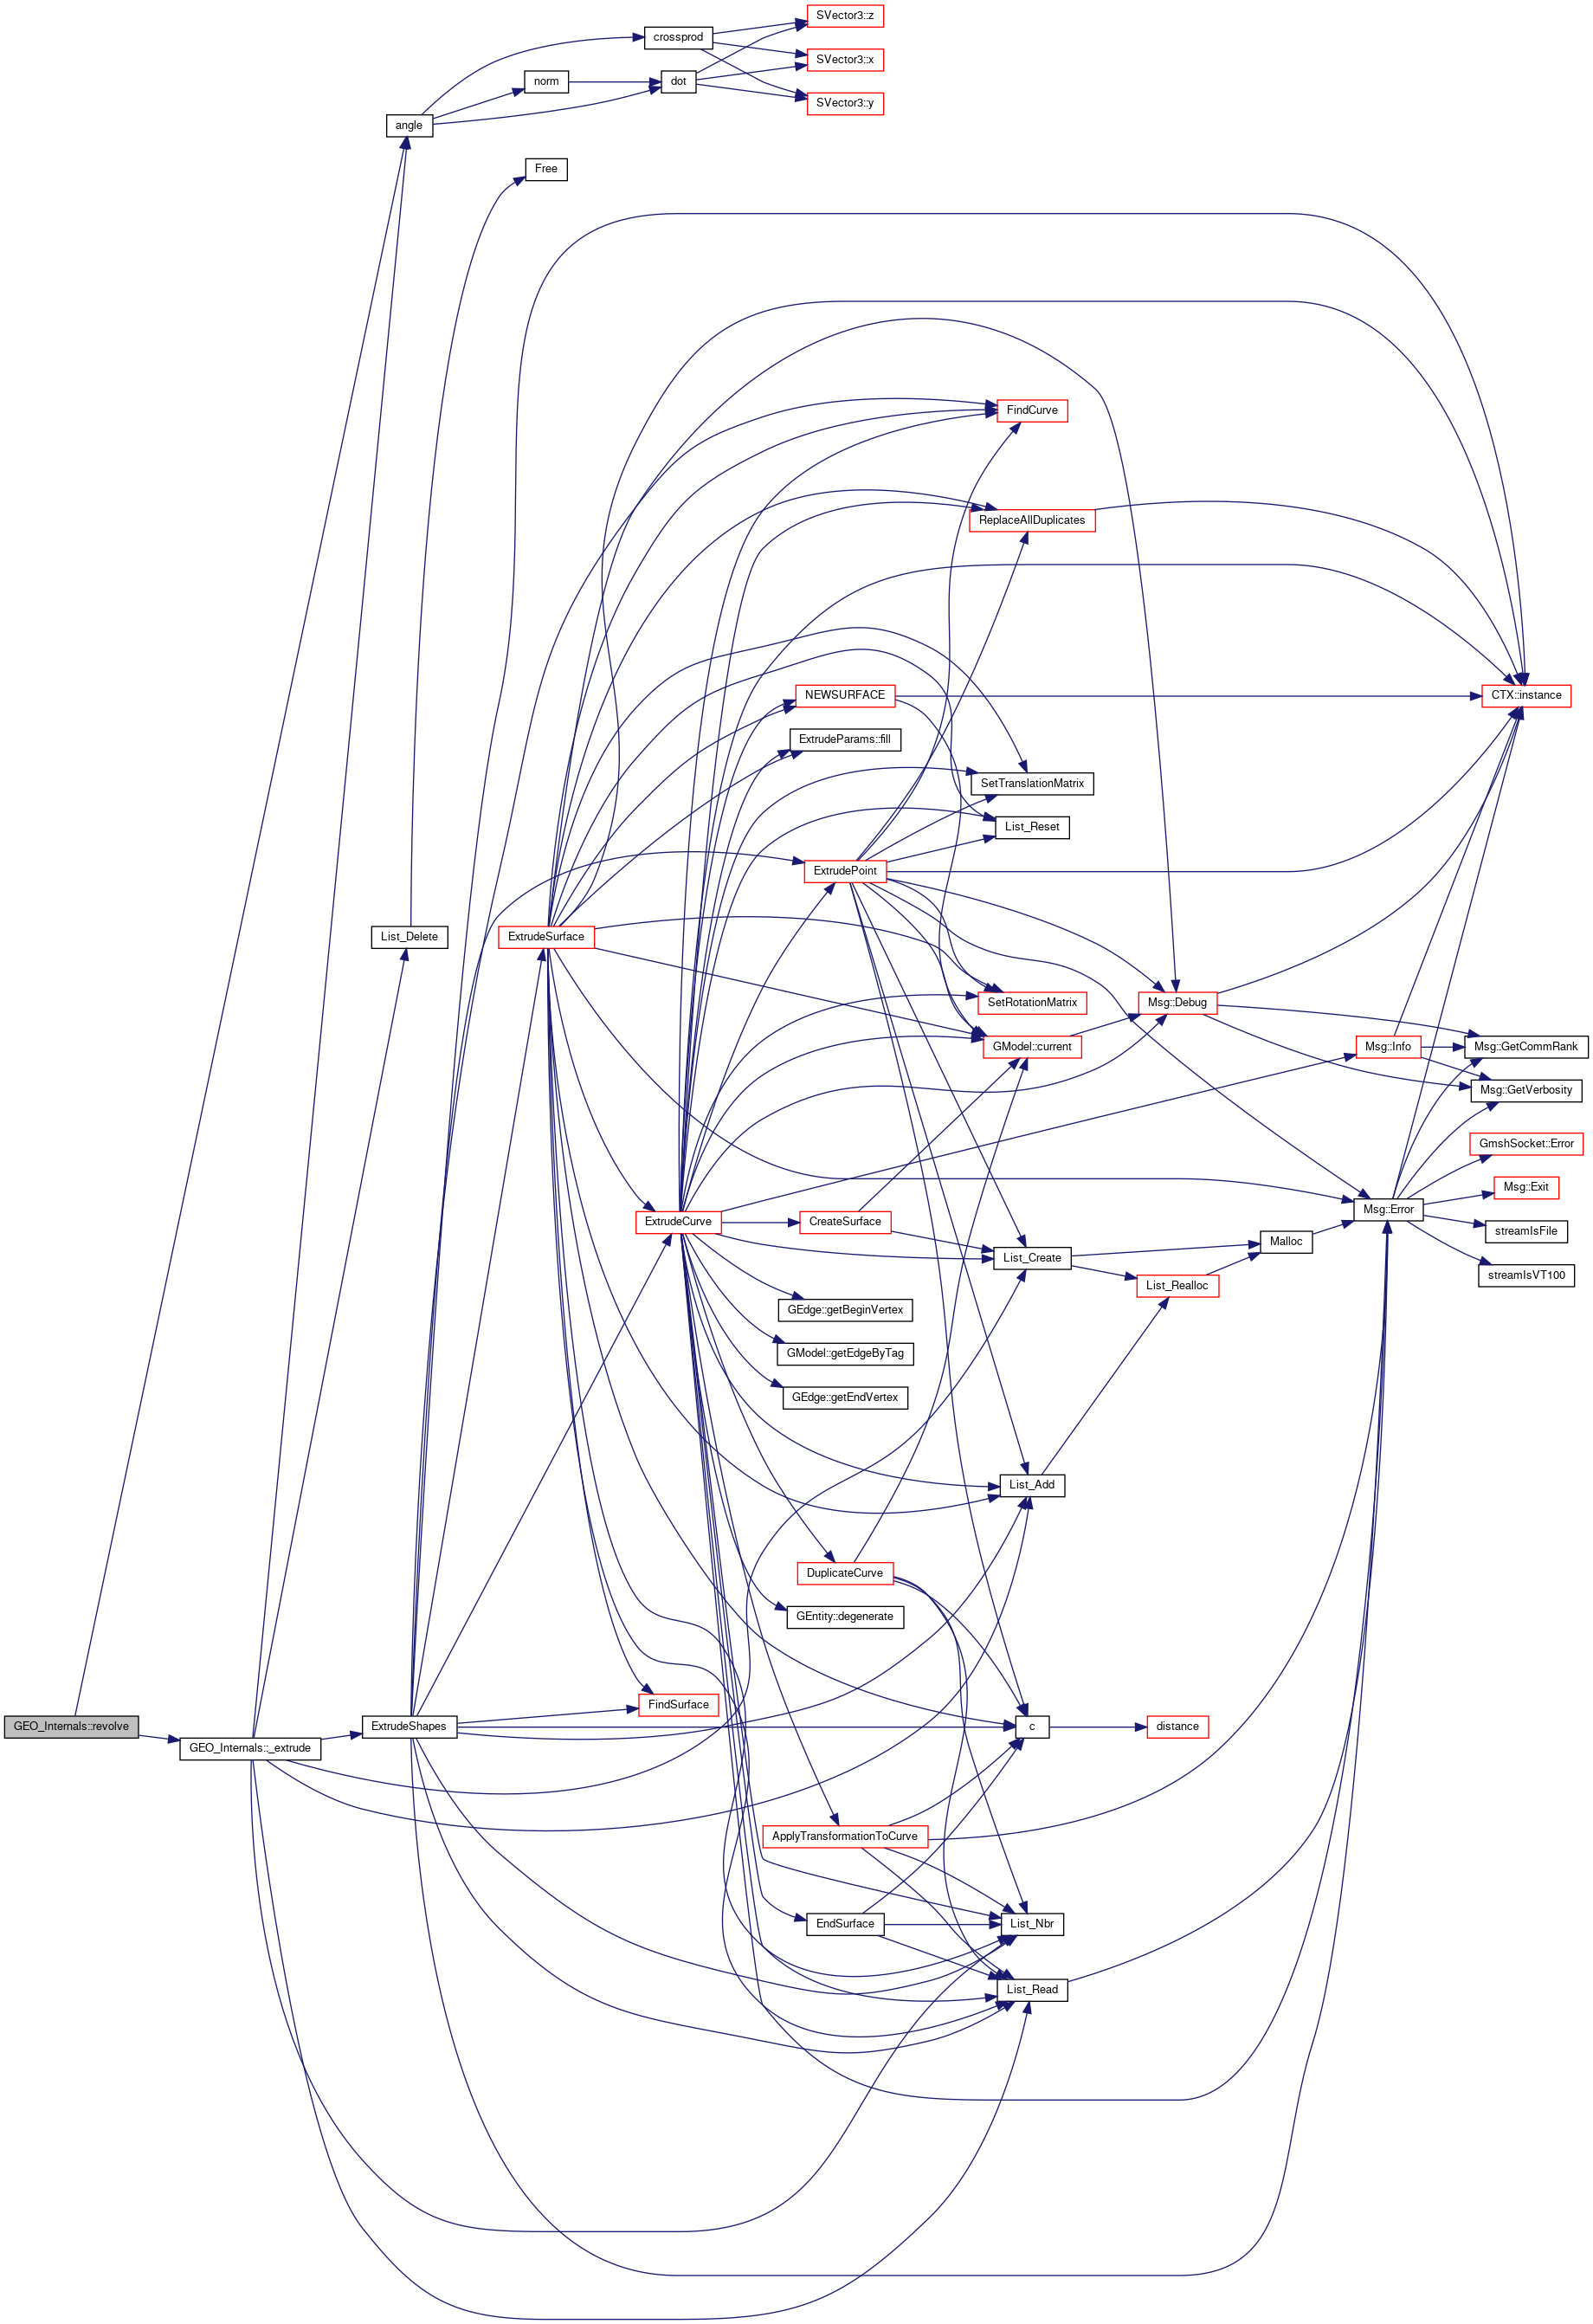 SVector3::z
crossprod
SVector3::x
norm
dot
SVector3::y
angle
Free
FindCurve
ReplaceAllDuplicates
NEWSURFACE
CTX::instance
ExtrudeParams::fill
SetTranslationMatrix
List_Reset
ExtrudePoint
List_Delete
ExtrudeSurface
SetRotationMatrix
Msg::Debug
GModel::current
Msg::Info
Msg::GetCommRank
Msg::GetVerbosity
GmshSocket::Error
Msg::Exit
Msg::Error
ExtrudeCurve
CreateSurface
streamIsFile
Malloc
List_Create
streamIsVT100
List_Realloc
GEdge::getBeginVertex
GModel::getEdgeByTag
GEdge::getEndVertex
List_Add
DuplicateCurve
GEntity::degenerate
FindSurface
GEO_Internals::revolve
ExtrudeShapes
c
distance
GEO_Internals::_extrude
ApplyTransformationToCurve
EndSurface
List_Nbr
List_Read